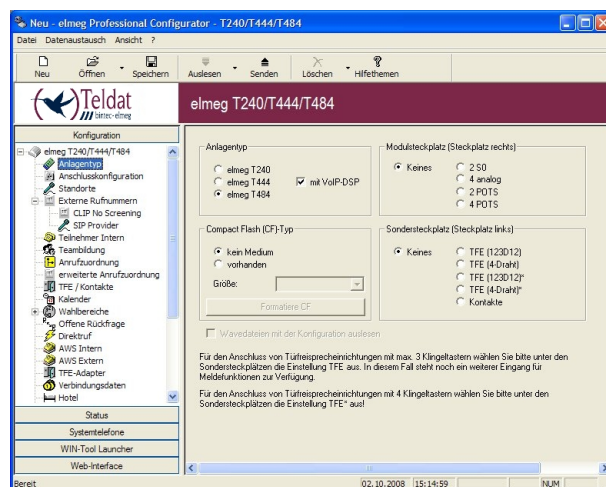 Neu - elmeg Professional Configurator - T240/T444/T484
Datei Datenaustausch Ansicht ?
Neu Öffnen Speichern Auslesen Senden Löschen Hilfethemen
Teldat
bintec-elmeg
elmeg T240/T444/T484
Konfiguration
elmeg T240/T444/T484
Anlagentyp
Anschlusskonfiguration
Standorte
Externe Rufnummern
CLIP No Screening
SIP Provider
Teilnehmer Intern
Teambildung
Anrufzuordnung
erweiterte Anrufzuordnung
TFE / Kontakte
Kalender
Wahlbereiche
Offene Rückfrage
Direktruf
AWS Intern
AWS Extern
TFE-Adapter
Verbindungsdaten
Hotel
Status
Systemtelefone
WIN-Tool Launcher
Web-Interface
Anlagentyp
elmeg T240
elmeg T444
mit VoIP-DSP
elmeg T484
Modulsteckplatz (Steckplatz rechts)
Keines
2 S0
4 analog
2 POTS
4 POTS
Compact Flash (CF)-Typ
kein Medium
vorhanden
Größe:
Formatiere CF
Sondersteckplatz (Steckplatz links)
Keines
TFE (123D12)
TFE (4-Draht)
TFE (123D12)*
TFE (4-Draht)*
Kontakte
Wavedateien mit der Konfiguration auslesen
Für den Anschluss von Türfreisprecheinrichtungen mit max. 3 Klingeltastern wählen Sie bitte unter den
Sondersteckplätzen die Einstellung TFE aus. In diesem Fall steht noch ein weiterer Eingang für
Meldefunktionen zur Verfügung.
Für den Anschluss von Türfreisprecheinrichtungen mit 4 Klingeltastern wählen Sie bitte unter den
Sondersteckplätzen die Einstellung TFE* aus!
Bereit
02.10.2008 15:14:59 NUM